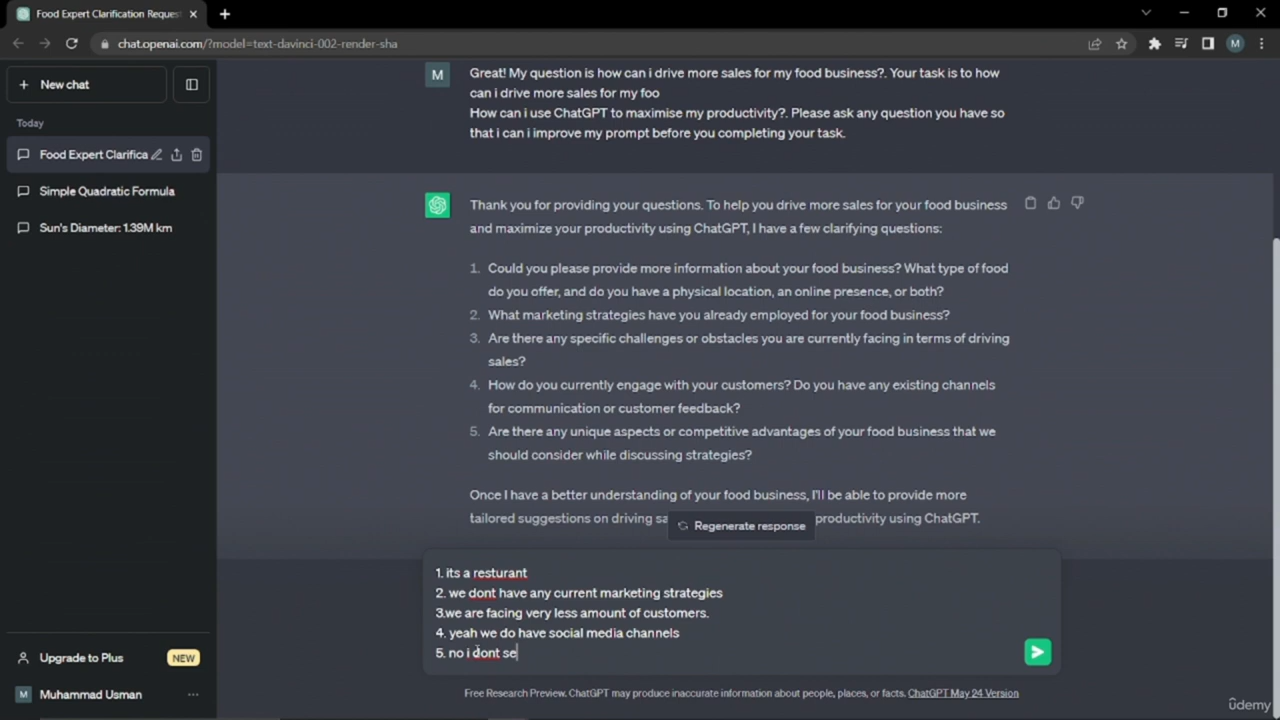 Food Expert Clarification Reques
chat.openai.com/?model=text-davinci-002-render-sha
M
New chat
Today
Food Expert Clarifica
Simple Quadratic Formula
Sun's Diameter: 1.39M km
Upgrade to Plus
NEW
M
Muhammad Usman
M
Great! My question is how can i drive more sales for my food business?. Your task is to how
can i drive more sales for my foo
How can i use ChatGPT to maximise my productivity?. Please ask any question you have so
that i can i improve my prompt before you completing your task.
Thank you for providing your questions. To help you drive more sales for your food business
and maximize your productivity using ChatGPT, I have a few clarifying questions:
1. Could you please provide more information about your food business? What type of food
do you offer, and do you have a physical location, an online presence, or both?
2. What marketing strategies have you already employed for your food business?
3. Are there any specific challenges or obstacles you are currently facing in terms of driving
sales?
4. How do you currently engage with your customers? Do you have any existing channels
for communication or customer feedback?
5. Are there any unique aspects or competitive advantages of your food business that we
should consider while discussing strategies?
Once I have a better understanding of your food business, I'll be able to provide more
tailored suggestions on driving sa
productivity using ChatGPT.
Regenerate response
1. its a resturant
2. we dont have any current marketing strategies
3.we are facing very less amount of customers.
4. yeah we do have social media channels
5. no i dont se
Free Research Preview. ChatGPT may produce inaccurate information about people, places, or facts. ChatGPT May 24 Version
ûdemy